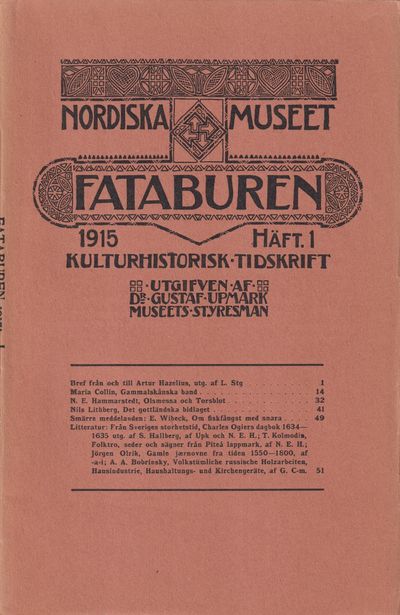 NORDISKA MUSEET
FATABUREN
1915 HÄFT. 1
KULTURHISTORISK · TIDSKRIFT
· UTGIFVEN · AF ·
DR · GUSTAF · UPMARK
MUSEETS · STYRESMAN
Bref från och till Artur Hazelius, utg. af L. Stg 1
Maria Collin, Gammalskånska band 14
N. E. Hammarstedt, Olsmessa och Torsblot 32
Nils Lithberg, Det gottländska bidlaget 41
Smärre meddelanden: E. Wibeck, Om fiskfångst med snara 49
Litteratur: Från Sveriges storhetstid, Charles Ogiers dagbok 1634—
1635 utg. af S. Hallberg, af Upk och N. E. H.; T. Kolmodin,
Folktro, seder och sägner från Piteå lappmark, af N. E. H.;
Jörgen Olrik, Gamle jærnovne fra tiden 1550—1800, af
-a-i; A. A. Bobrinsky, Volkstümliche russische Holzarbeiten,
Hausindustrie, Haushaltungs- und Kirchengeräte, af G. C-m. 51